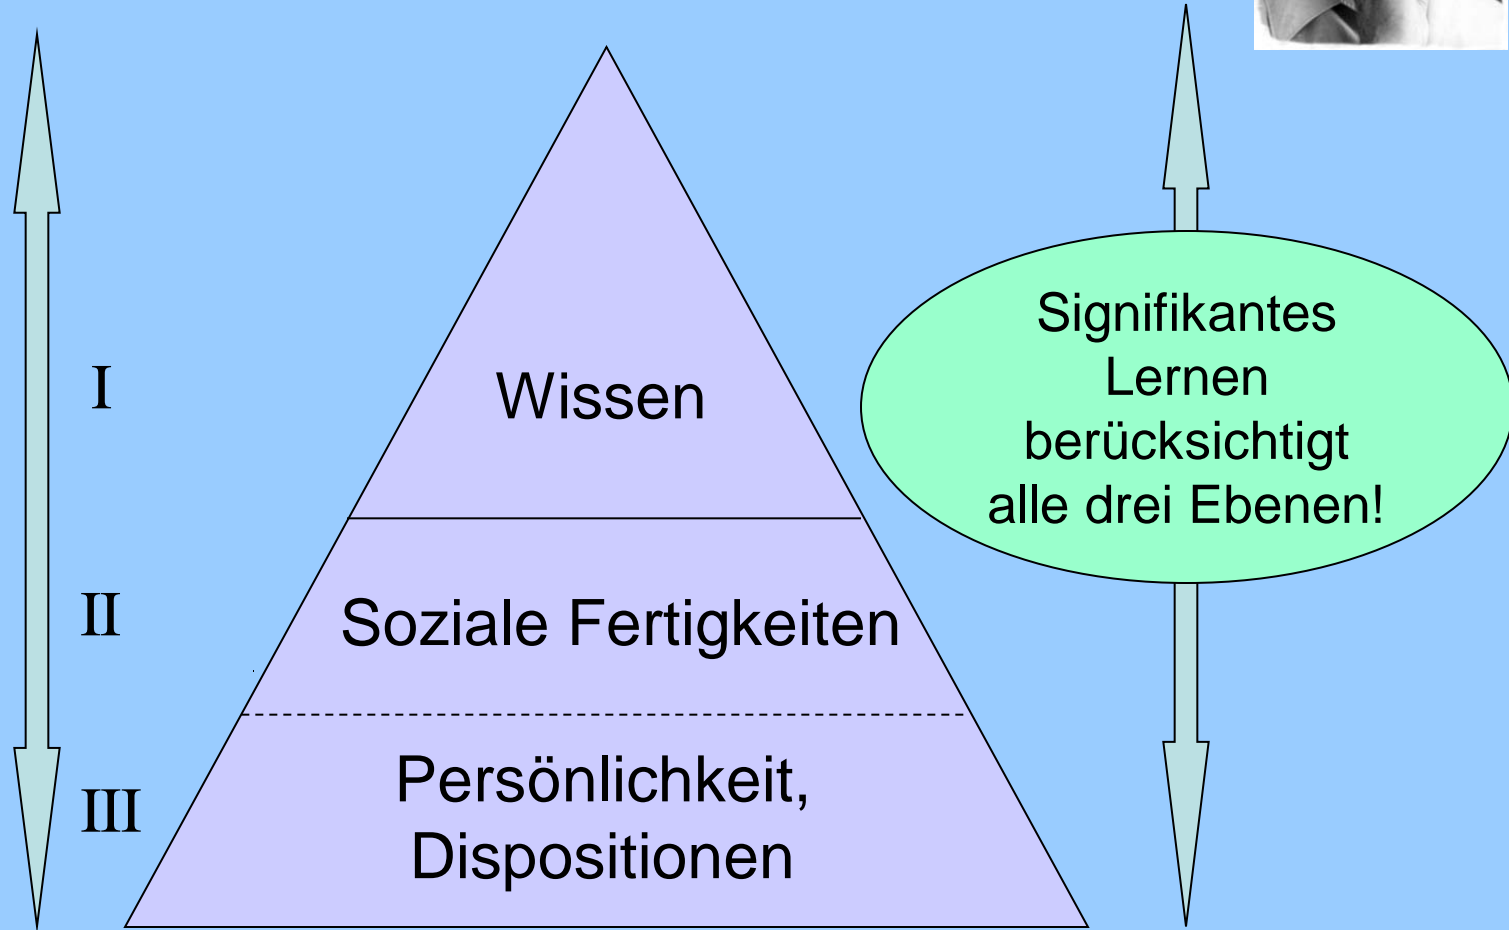 I
Wissen
Signifikantes
Lernen
berücksichtigt
alle drei Ebenen!
II
Soziale Fertigkeiten
III
Persönlichkeit,
Dispositionen